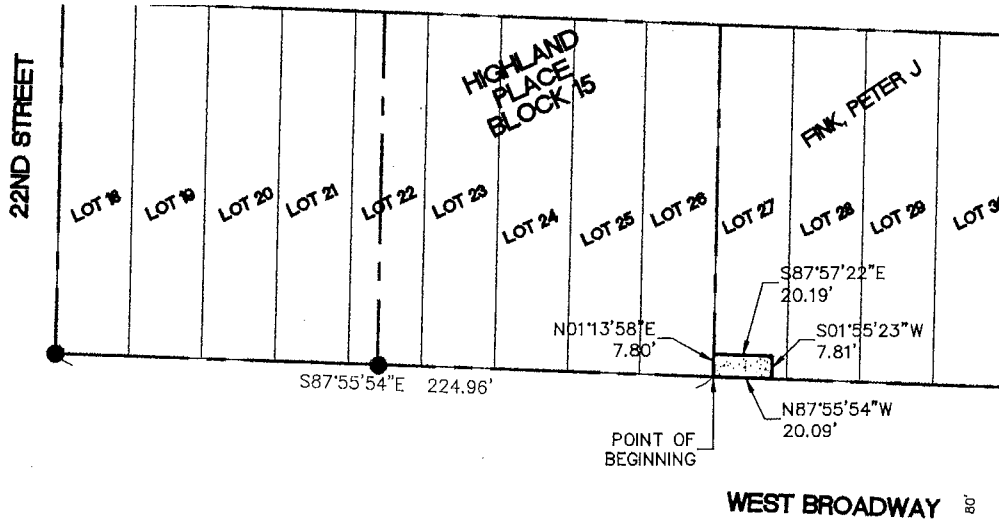 22ND STREET
HIGHLAND
PLACE
BLOCK 15
FINK, PETER J
LOT 18
LOT 19
LOT 20
LOT 21
LOT 22
LOT 23
LOT 24
LOT 25
LOT 26
LOT 27
LOT 28
LOT 29
LOT 30
S87°57'22"E
20.19'
N01°13'58"E
7.80'
S01°55'23"W
7.81'
S87°55'54"E 224.96'
N87°55'54"W
20.09'
POINT OF
BEGINNING
WEST BROADWAY 80'